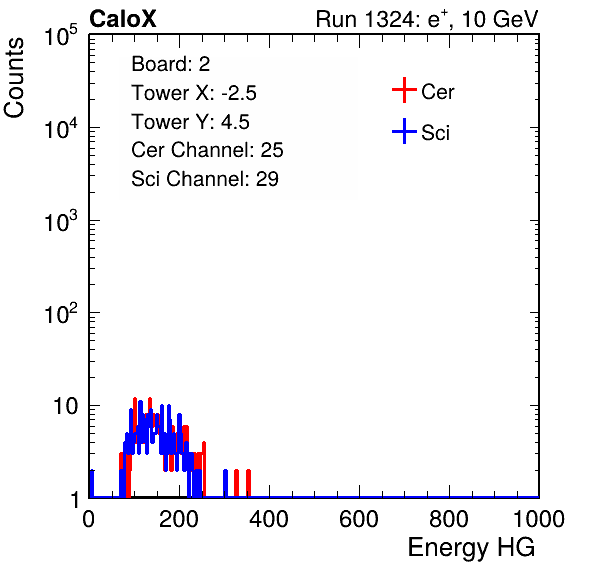 CaloX Run 1324: e⁺, 10 GeV
Counts
10⁵
10⁴
10³
10²
10
1
Board: 2
Tower X: -2.5
Tower Y: 4.5
Cer Channel: 25
Sci Channel: 29
Cer
Sci
0 200 400 600 800 1000
Energy HG